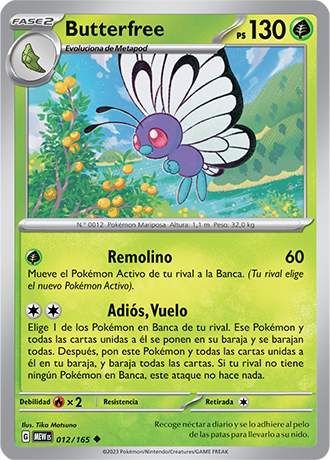 FASE 2
Butterfree
PS 130
Evoluciona de Metapod
N.º 0012 Pokémon Mariposa Altura: 1,1 m Peso: 32,0 kg
Remolino 60
Mueve el Pokémon Activo de tu rival a la Banca. (Tu rival elige
el nuevo Pokémon Activo).
Adiós, Vuelo
Elige 1 de los Pokémon en Banca de tu rival. Ese Pokémon y
todas las cartas unidas a él se ponen en su baraja y se barajan
todas. Después, pon este Pokémon y todas las cartas unidas a
él en tu baraja, y baraja todas las cartas. Si tu rival no tiene
ningún Pokémon en Banca, este ataque no hace nada.
Debilidad ×2 Resistencia Retirada
Ilus. Tika Matsuno
G MEW ES 012/165
Recoge néctar a diario y se lo adhiere al pelo
de las patas para llevarlo a su nido.
©2023 Pokémon/Nintendo/Creatures/GAME FREAK